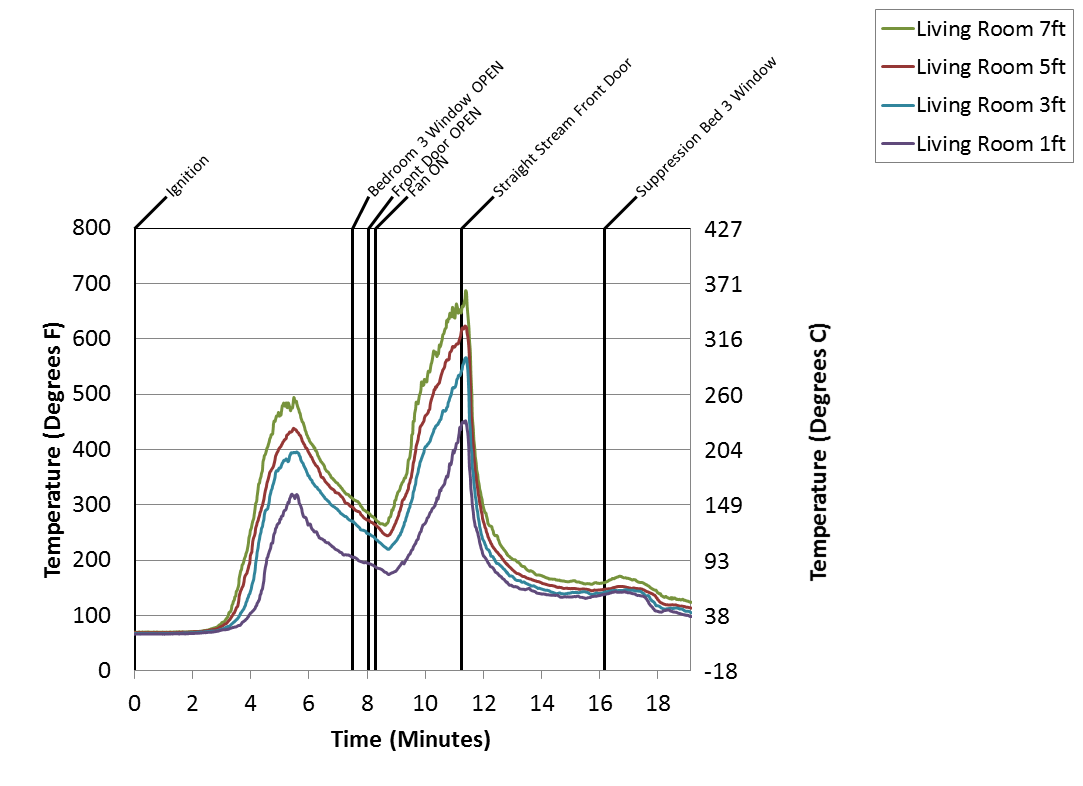 Living Room 7ft
Living Room 5ft
Living Room 3ft
Living Room 1ft
Ignition
Bedroom 3 Window OPEN
Front Door OPEN
Fan ON
Straight Stream Front Door
Suppression Bed 3 Window
Temperature (Degrees F)
800
700
600
500
400
300
200
100
0
427
371
316
260
204
149
93
38
-18
Temperature (Degrees C)
0 2 4 6 8 10 12 14 16 18
Time (Minutes)